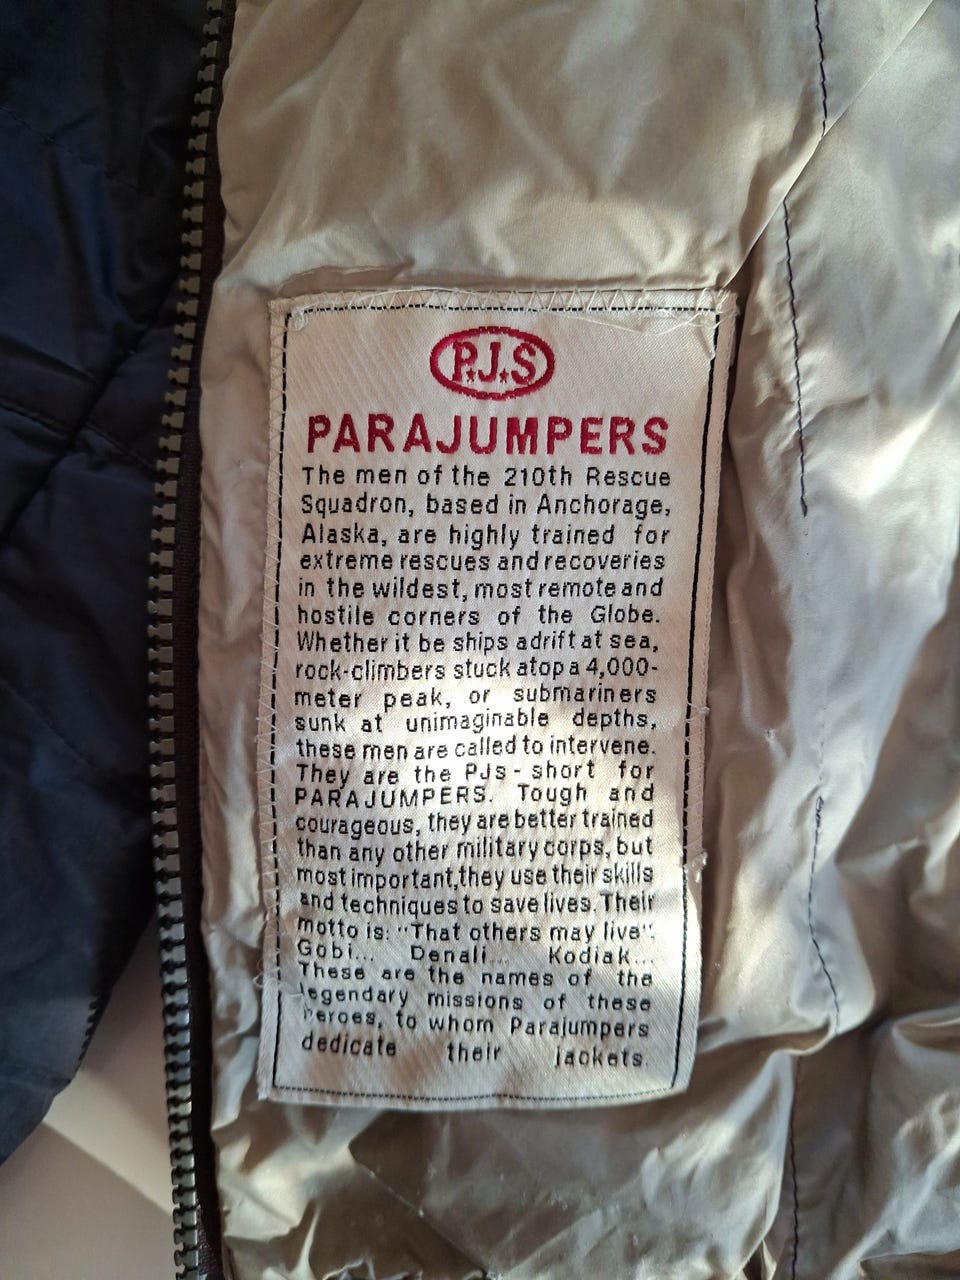 P.J.S
PARAJUMPERS
The men of the 210th Rescue
Squadron, based in Anchorage,
Alaska, are highly trained for
extreme rescues and recoveries
in the wildest, most remote and
hostile corners of the Globe.
Whether it be ships adrift at sea,
rock-climbers stuck atop a 4,000-
meter peak, or submariners
sunk at unimaginable depths,
these men are called to intervene.
They are the PJs - short for
PARAJUMPERS. Tough and
courageous, they are better trained
than any other military corps, but
most important, they use their skills
and techniques to save lives. Their
motto is: "That others may live".
Gobi... Denali... Kodiak...
These are the names of the
legendary missions of these
heroes, to whom Parajumpers
dedicate their jackets.